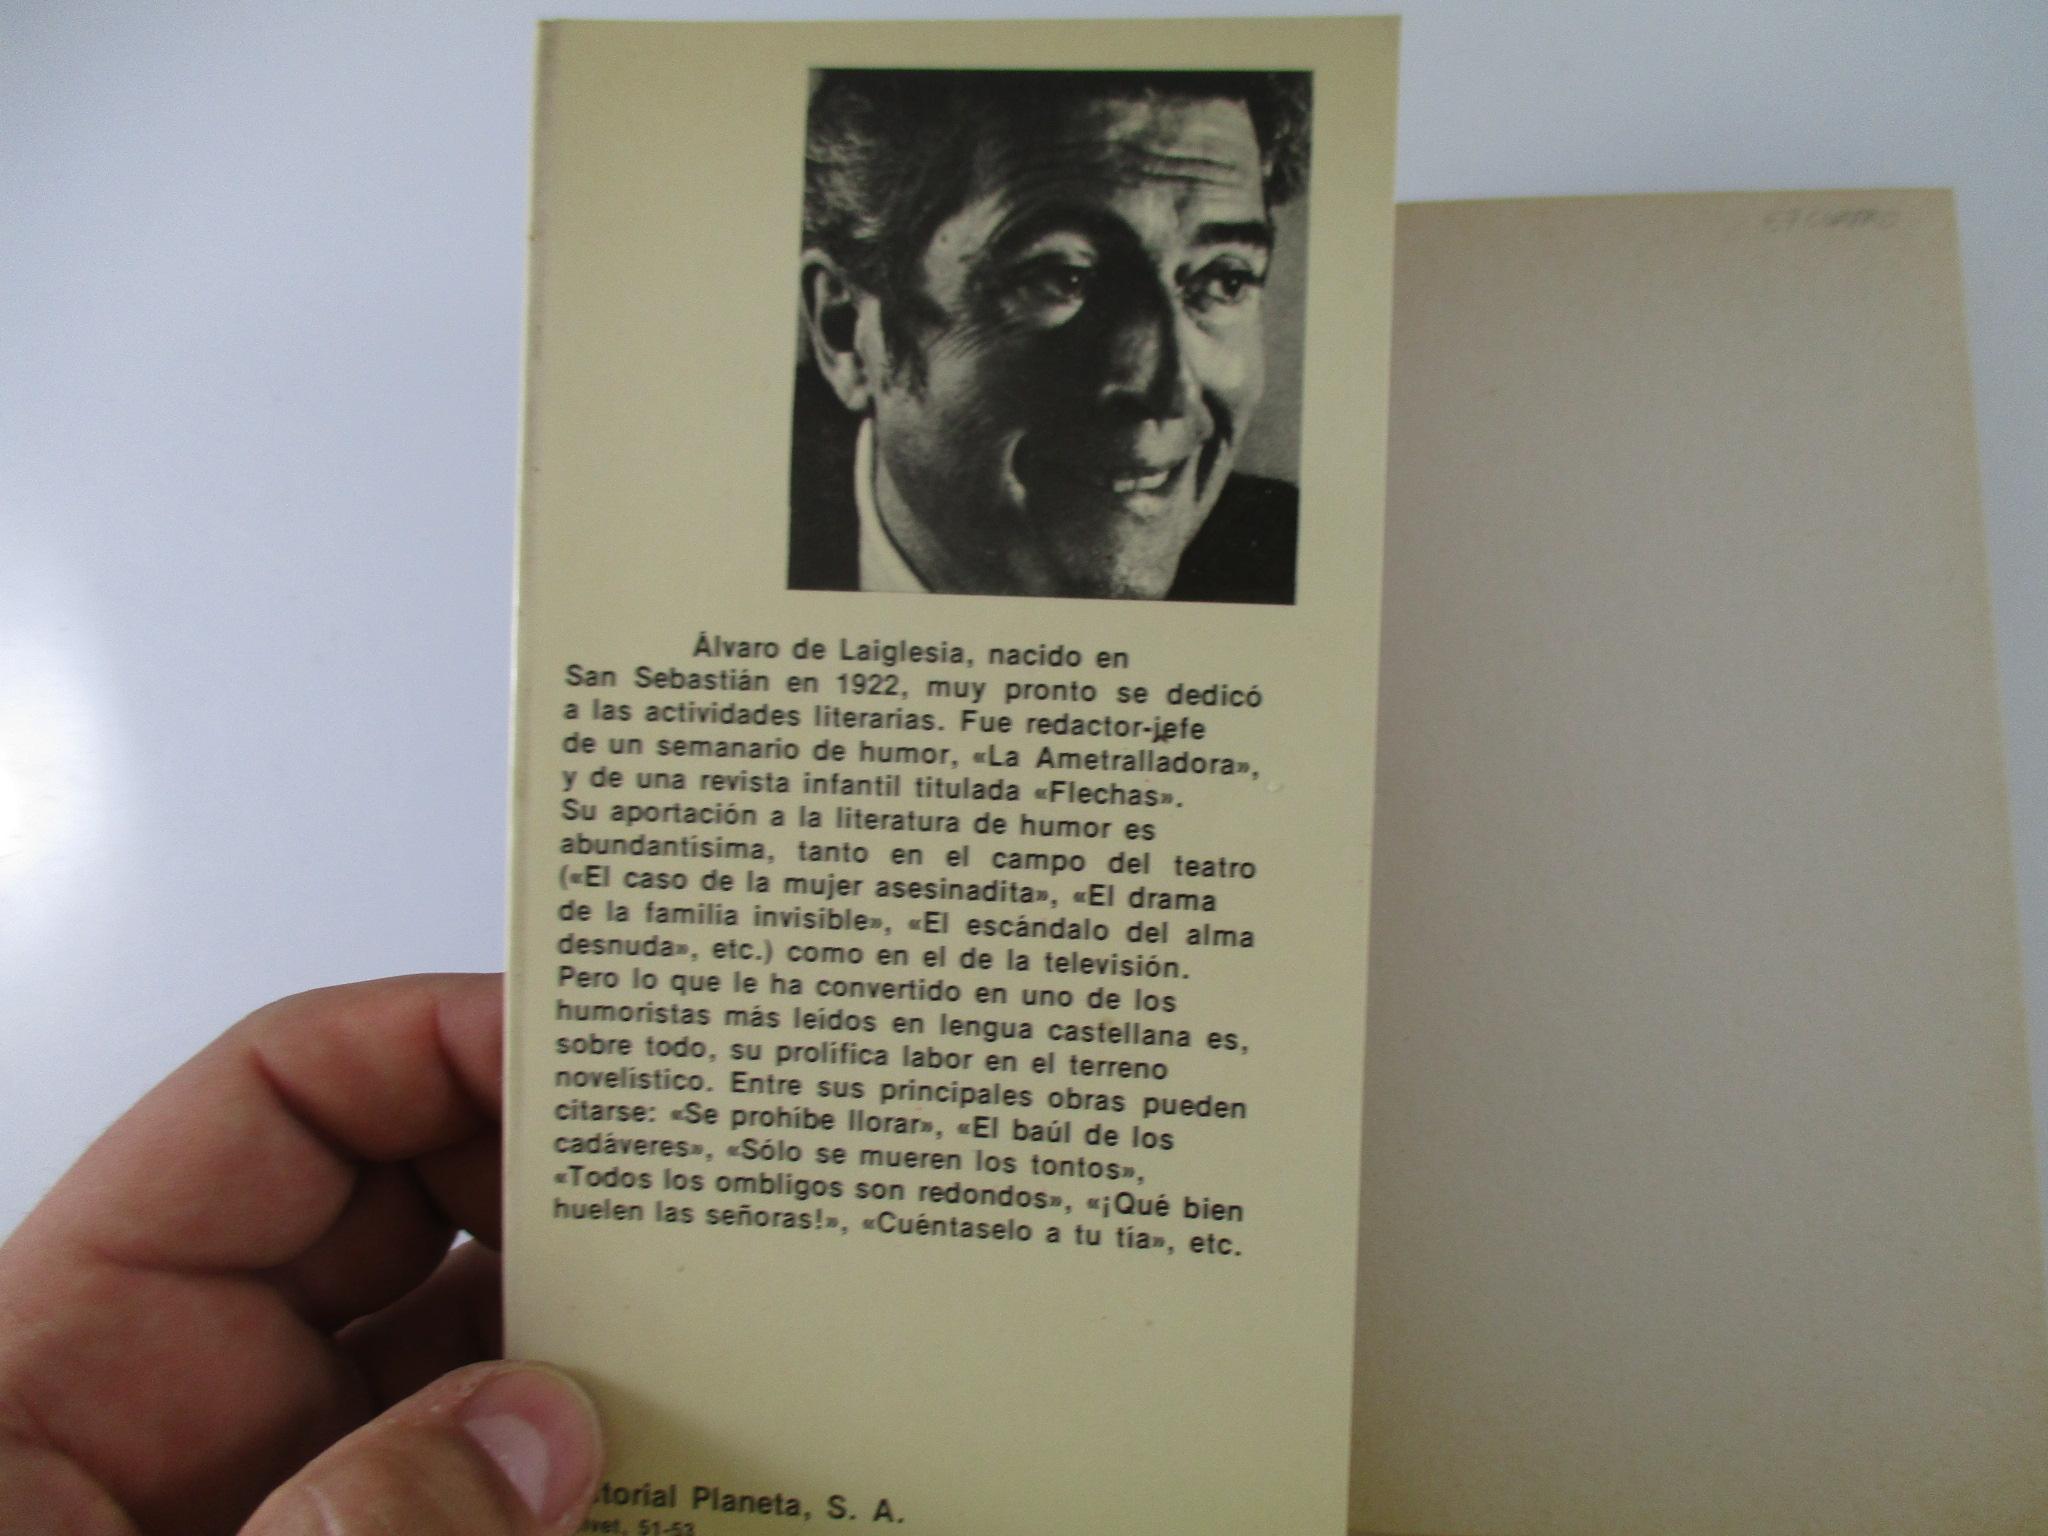 Álvaro de Laiglesia, nacido en
San Sebastián en 1922, muy pronto se dedicó
a las actividades literarias. Fue redactor-jefe
de un semanario de humor, «La Ametralladora»,
y de una revista infantil titulada «Flechas».
Su aportación a la literatura de humor es
abundantísima, tanto en el campo del teatro
(«El caso de la mujer asesinadita», «El drama
de la familia invisible», «El escándalo del alma
desnuda», etc.) como en el de la televisión.
Pero lo que le ha convertido en uno de los
humoristas más leídos en lengua castellana es,
sobre todo, su prolífica labor en el terreno
novelístico. Entre sus principales obras pueden
citarse: «Se prohíbe llorar», «El baúl de los
cadáveres», «Sólo se mueren los tontos»,
«Todos los ombligos son redondos», «¡Qué bien
huelen las señoras!», «Cuéntaselo a tu tía», etc.
torial Planeta, S. A.
51-53